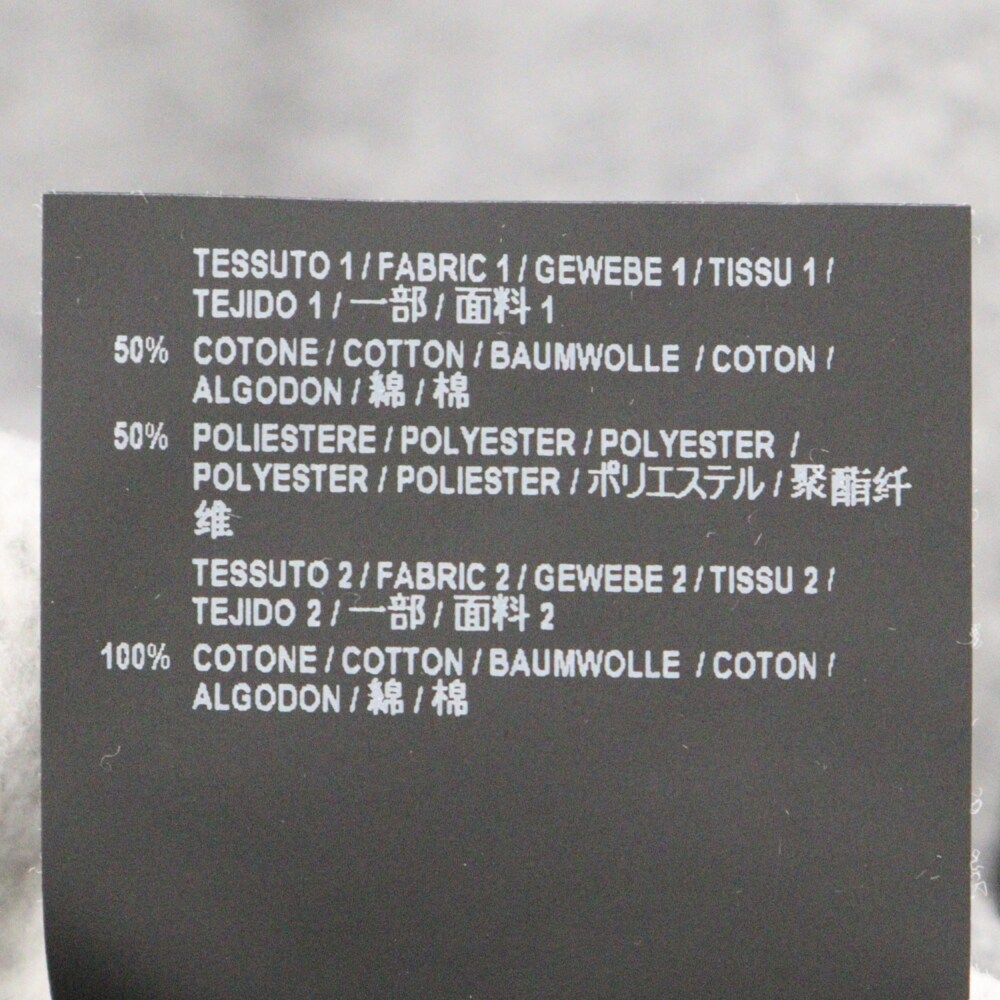 TESSUTO 1 / FABRIC 1 / GEWEBE 1 / TISSU 1 /
TEJIDO 1 / 一部 / 面料 1
50% COTONE / COTTON / BAUMWOLLE / COTON /
ALGODON / 綿 / 棉
50% POLIESTERE / POLYESTER / POLYESTER /
POLYESTER / POLIESTER / ポリエステル / 聚酯纤
维
TESSUTO 2 / FABRIC 2 / GEWEBE 2 / TISSU 2 /
TEJIDO 2 / 一部 / 面料 2
100% COTONE / COTTON / BAUMWOLLE / COTON /
ALGODON / 綿 / 棉